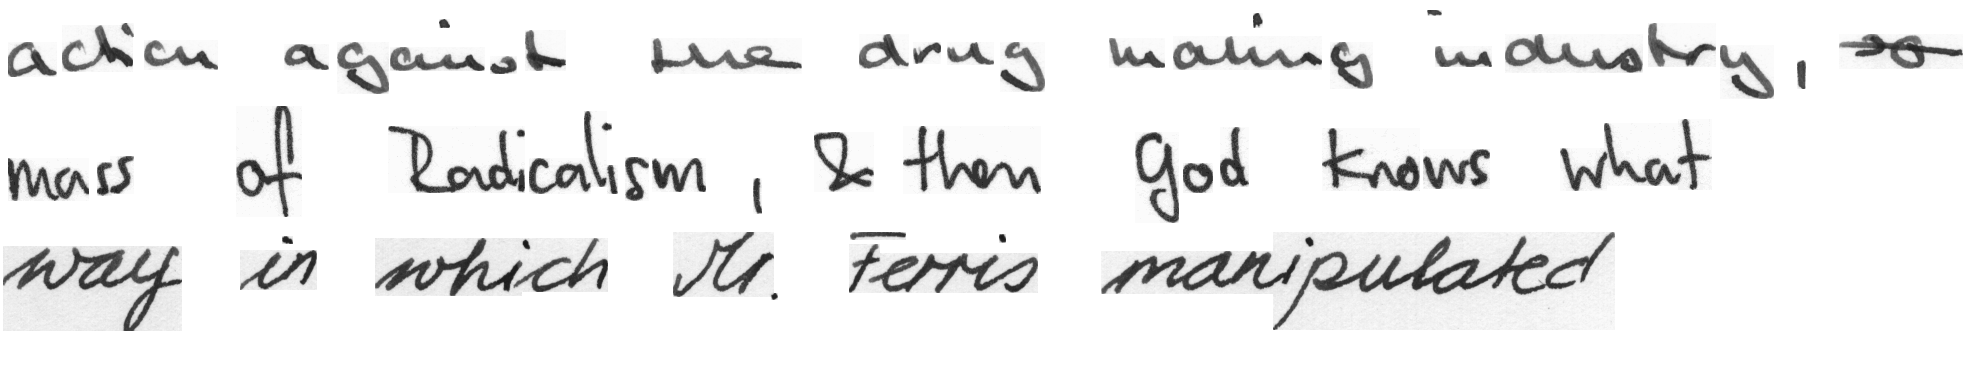 action against the drug making industry, so
mass of Radicalism, & then God knows what
way in which Mr. Ferris manipulated